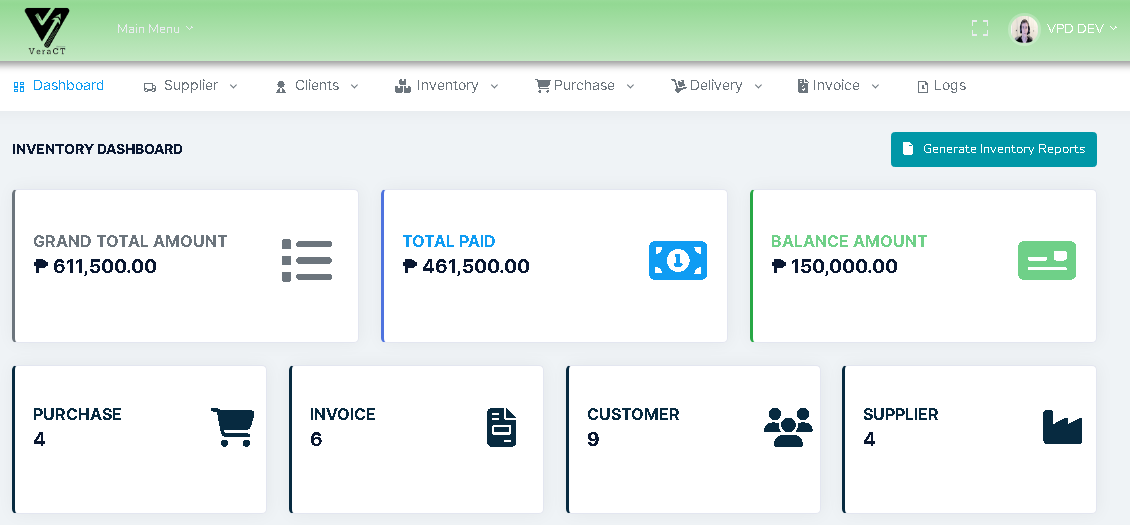 VeraCT
Main Menu
VPD DEV
Dashboard Supplier Clients Inventory Purchase Delivery Invoice Logs
INVENTORY DASHBOARD
Generate Inventory Reports
GRAND TOTAL AMOUNT
₱ 611,500.00
TOTAL PAID
₱ 461,500.00
1
BALANCE AMOUNT
₱ 150,000.00
PURCHASE
4
INVOICE
6
CUSTOMER
9
SUPPLIER
4